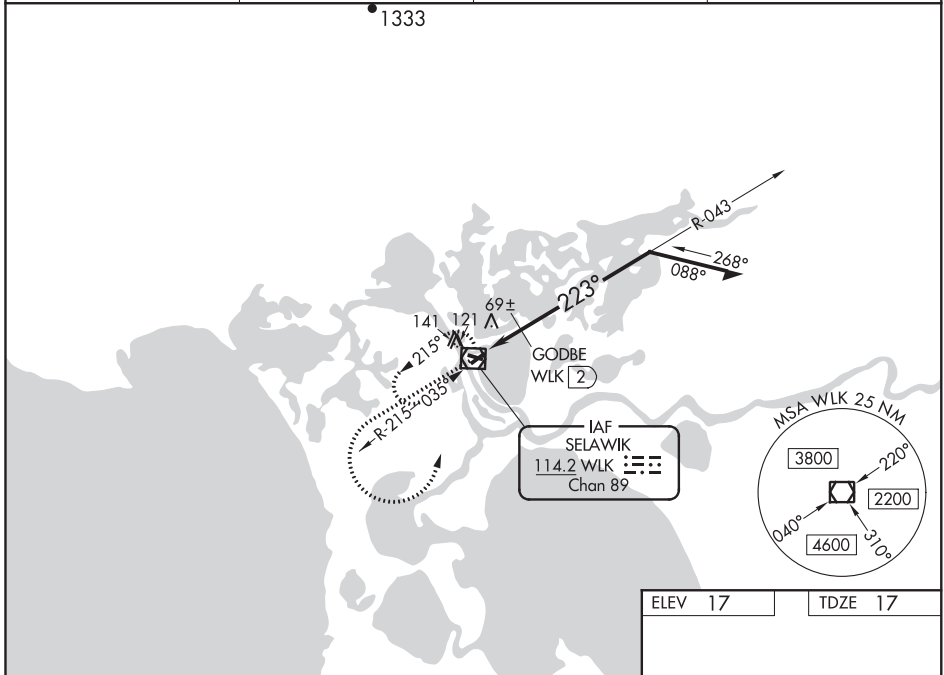 1333
R-043
268°
088°
223°
69±
141
121
215°
GODBE
WLK 2
R-215
035°
IAF
SELAWIK
114.2 WLK
Chan 89
MSA WLK 25 NM
3800
220°
2200
040°
4600
310°
ELEV 17
TDZE 17